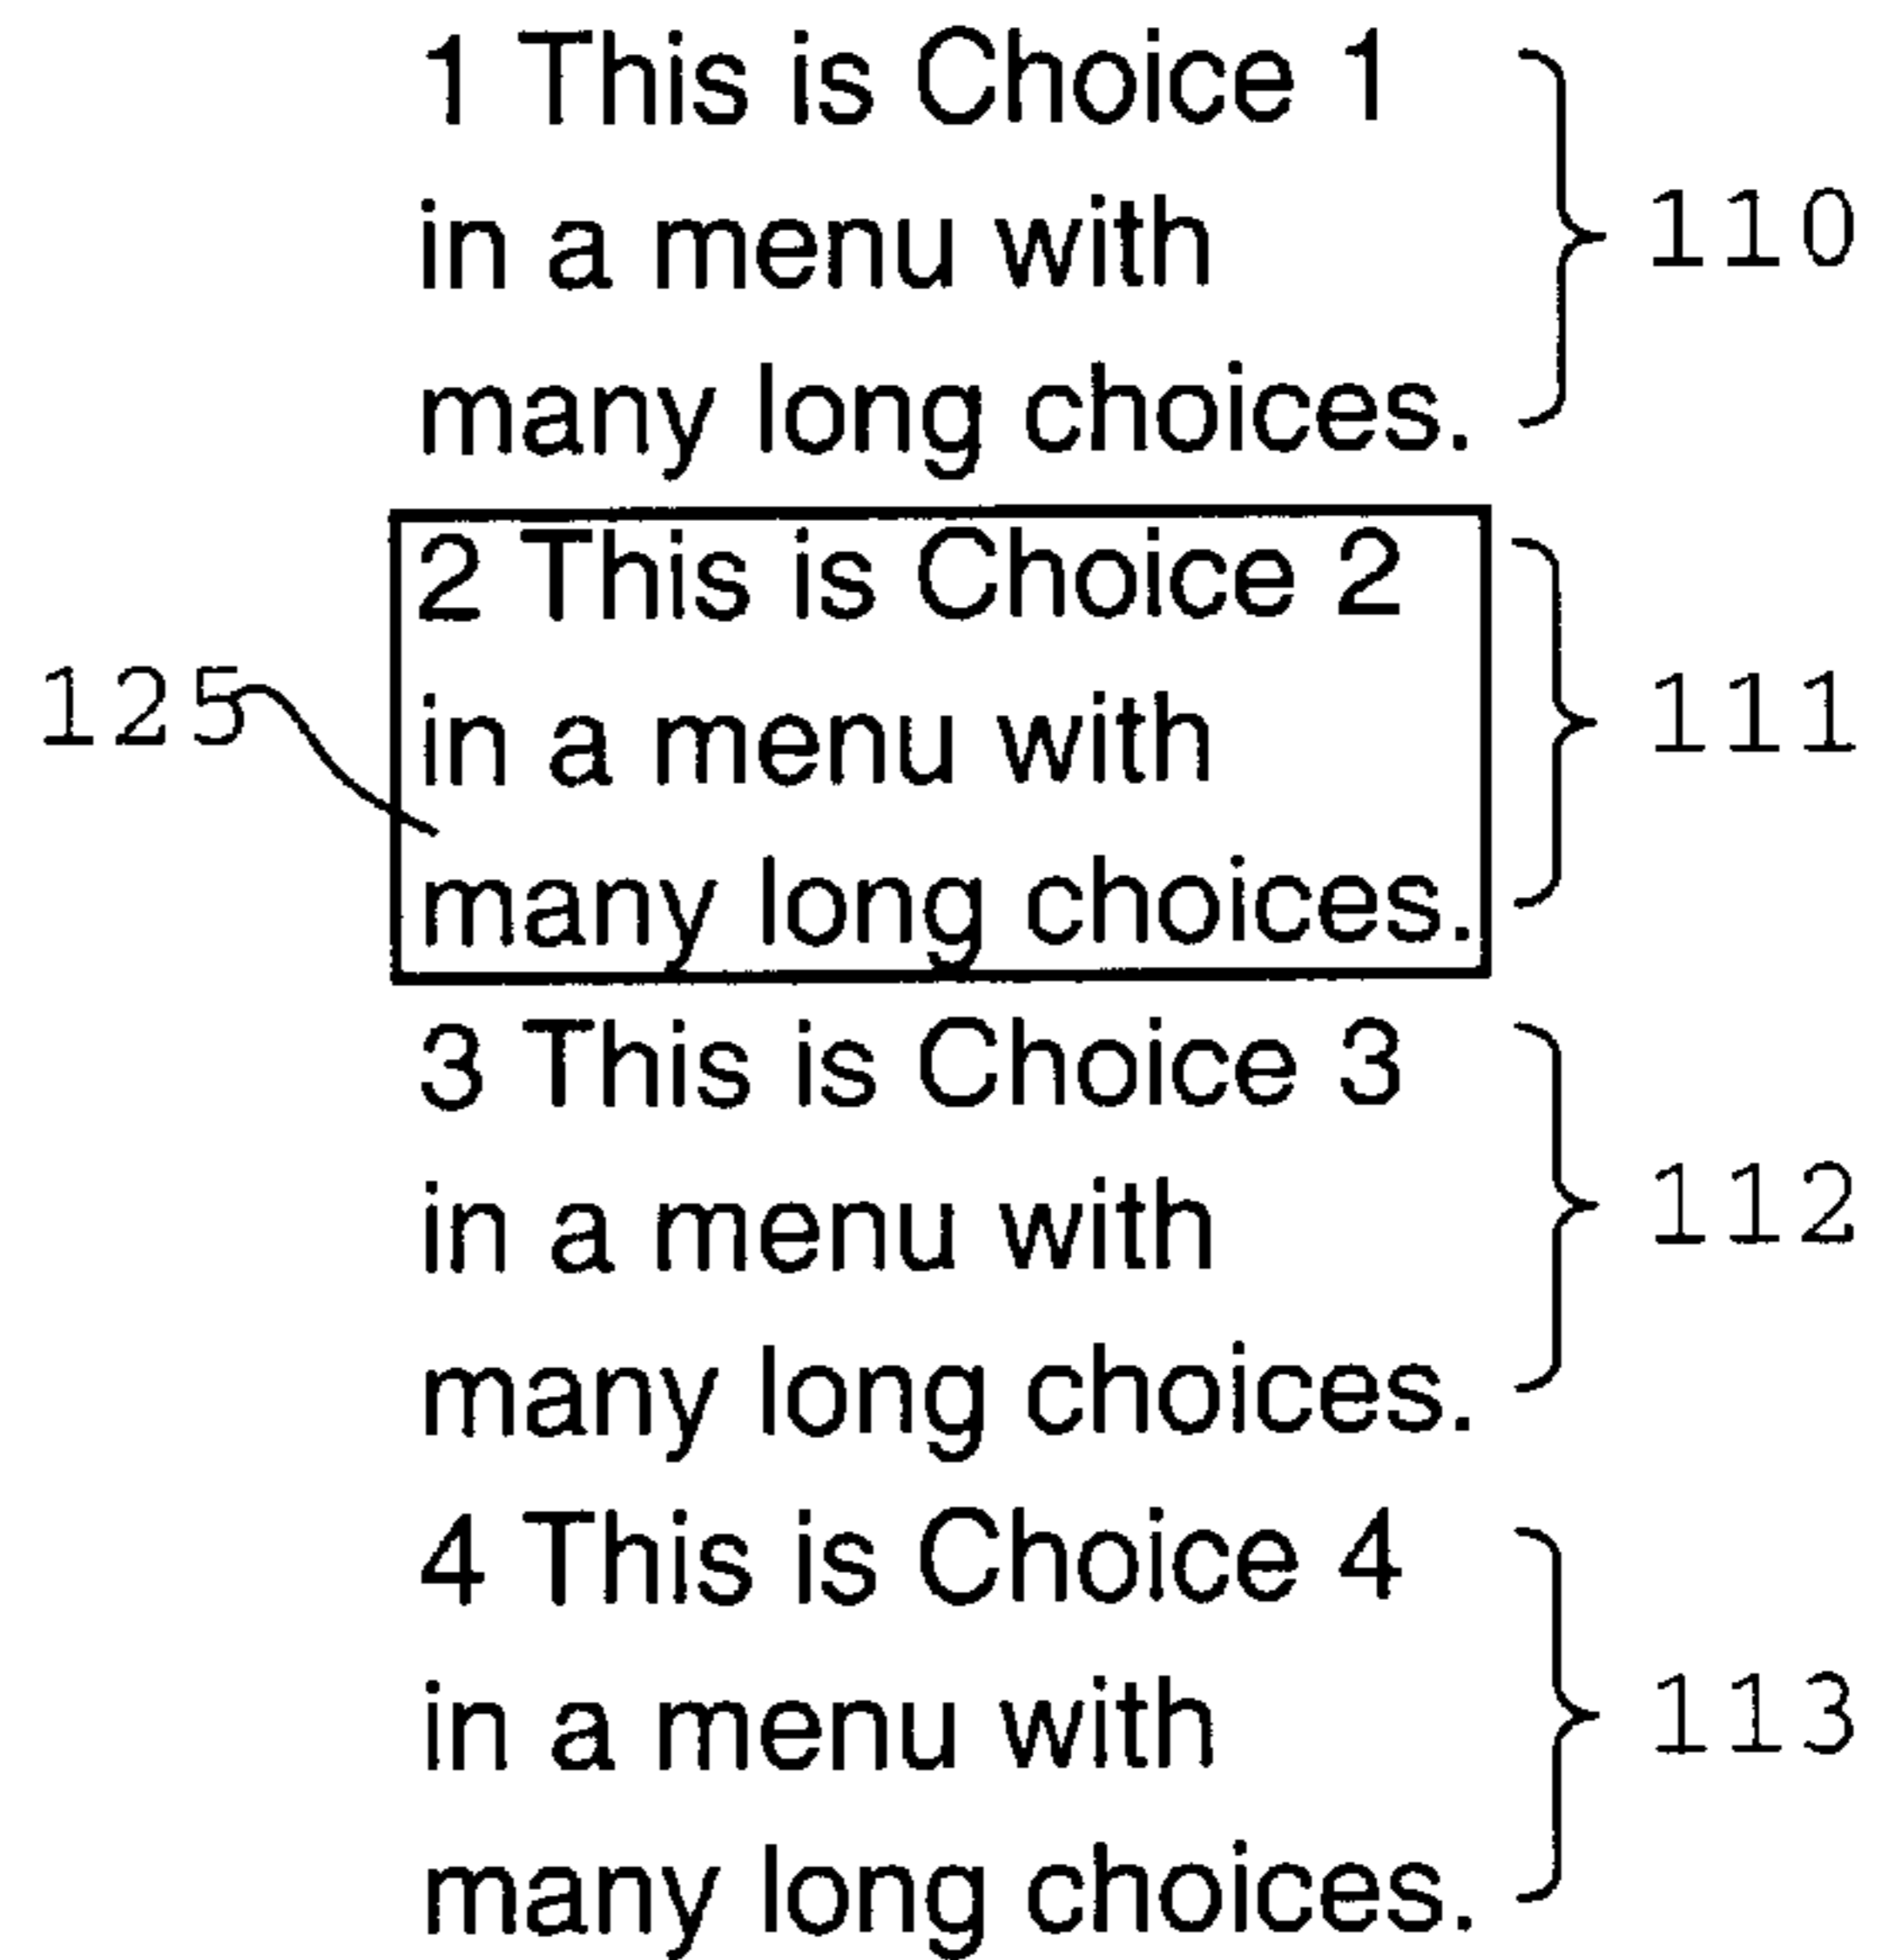 1 This is Choice 1
in a menu with
many long choices.
110
2 This is Choice 2
in a menu with
many long choices.
111
125
3 This is Choice 3
in a menu with
many long choices.
112
4 This is Choice 4
in a menu with
many long choices.
113